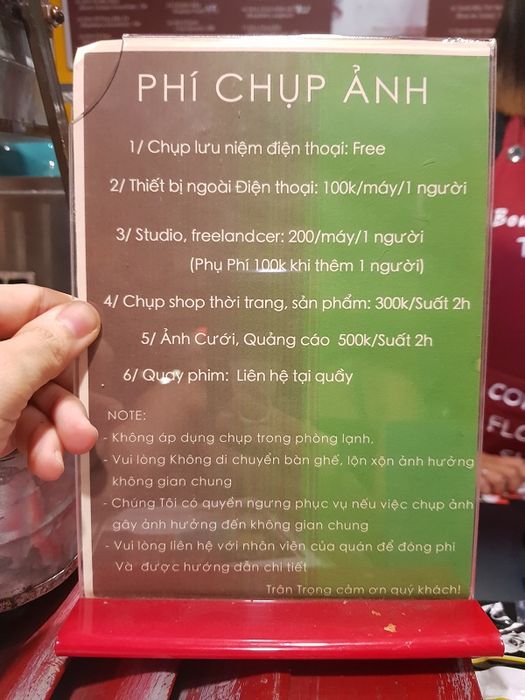 PHÍ CHỤP ẢNH
1/ Chụp lưu niệm điện thoại: Free
2/ Thiết bị ngoài Điện thoại: 100k/máy/1 người
3/ Studio, freelandcer: 200/máy/1 người
(Phụ Phí 100k khi thêm 1 người)
4/ Chụp shop thời trang, sản phẩm: 300k/Suất 2h
5/ Ảnh Cưới, Quảng cáo 500k/Suất 2h
6/ Quay phim: Liên hệ tại quầy
NOTE:
- Không áp dụng chụp trong phòng lạnh.
- Vui lòng Không di chuyển bàn ghế, lộn xộn ảnh hưởng
không gian chung
- Chúng Tôi có quyền ngưng phục vụ nếu việc chụp ảnh
gây ảnh hưởng đến không gian chung
- Vui lòng liên hệ với nhân viên của quán để đóng phí
Và được hướng dẫn chi tiết
Trân Trọng cảm ơn quý khách!